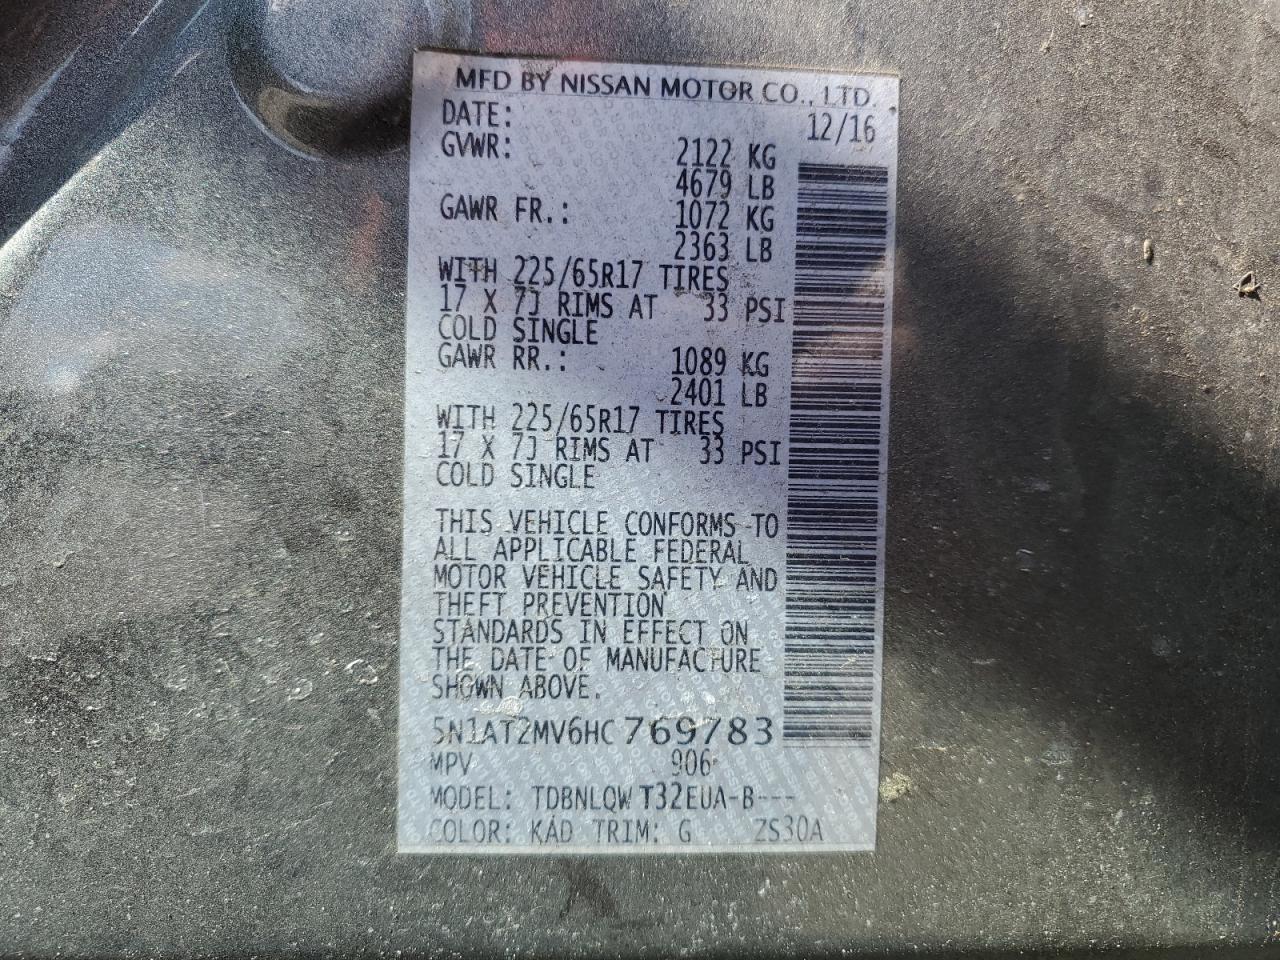 MFD BY NISSAN MOTOR CO., LTD.
DATE: 12/16
GVWR: 2122 KG
4679 LB
GAWR FR.: 1072 KG
2363 LB
WITH 225/65R17 TIRES
17 X 7J RIMS AT 33 PSI
COLD SINGLE
GAWR RR.: 1089 KG
2401 LB
WITH 225/65R17 TIRES
17 X 7J RIMS AT 33 PSI
COLD SINGLE
THIS VEHICLE CONFORMS TO
ALL APPLICABLE FEDERAL
MOTOR VEHICLE SAFETY AND
THEFT PREVENTION
STANDARDS IN EFFECT ON
THE DATE OF MANUFACTURE
SHOWN ABOVE.
5N1AT2MV6HC769783
MPV 906
MODEL: TDBNLQWT32EUA-B---
COLOR: KAD TRIM: G ZS30A